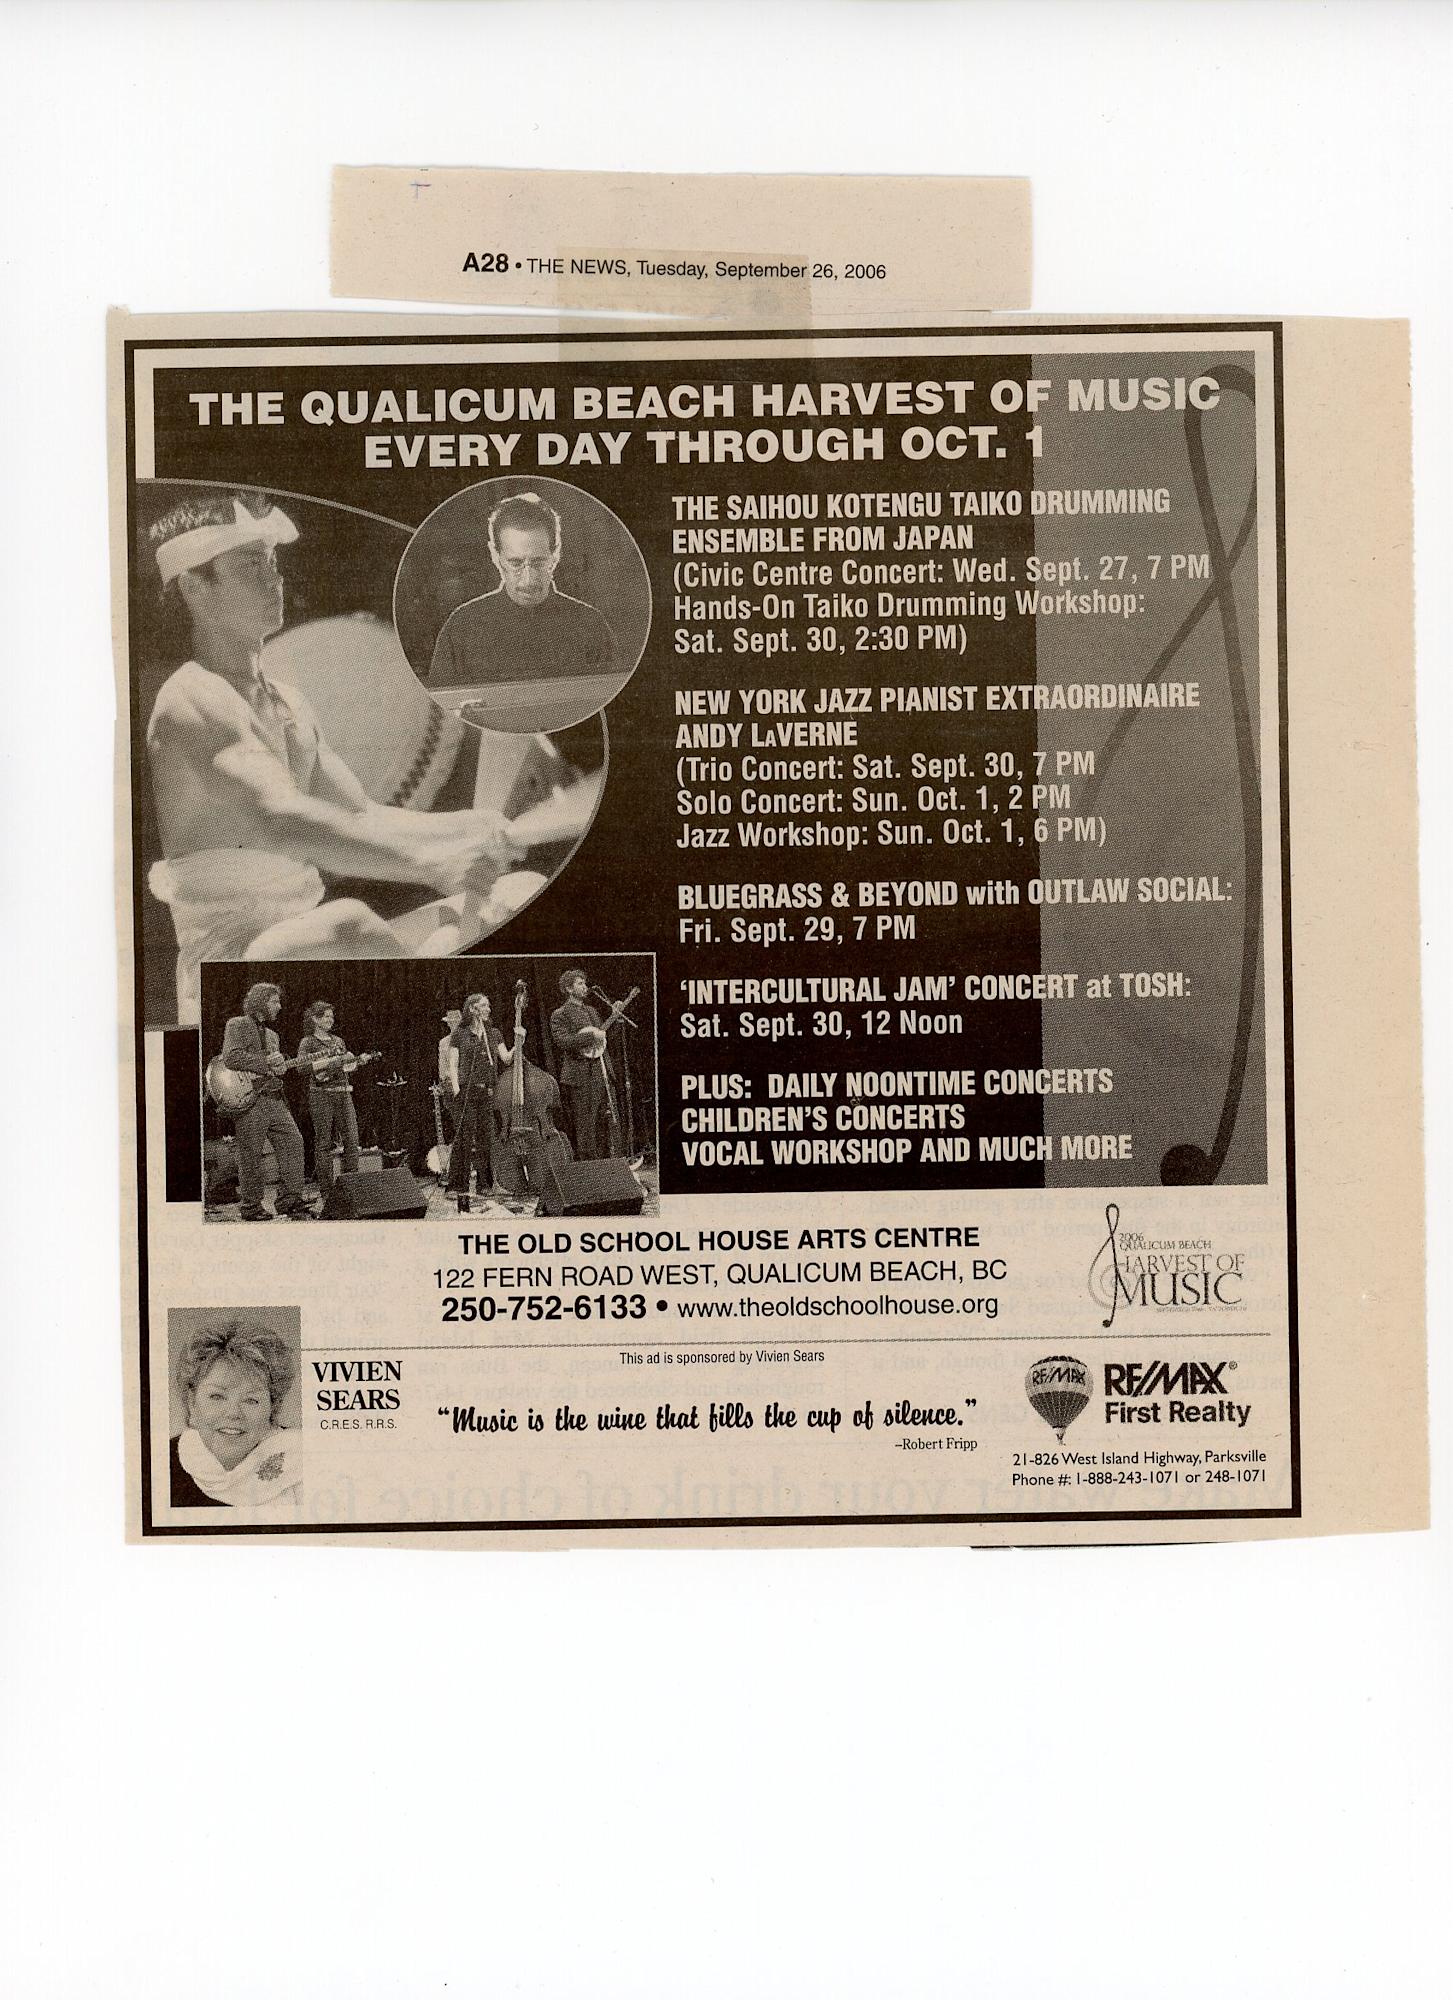 A28 • THE NEWS, Tuesday, September 26, 2006
THE QUALICUM BEACH HARVEST OF MUSIC
EVERY DAY THROUGH OCT. 1
THE SAIHOU KOTENGU TAIKO DRUMMING
ENSEMBLE FROM JAPAN
(Civic Centre Concert: Wed. Sept. 27, 7 PM
Hands-On Taiko Drumming Workshop:
Sat. Sept. 30, 2:30 PM)
NEW YORK JAZZ PIANIST EXTRAORDINAIRE
ANDY LAVERNE
(Trio Concert: Sat. Sept. 30, 7 PM
Solo Concert: Sun. Oct. 1, 2 PM
Jazz Workshop: Sun. Oct. 1, 6 PM)
BLUEGRASS & BEYOND with OUTLAW SOCIAL:
Fri. Sept. 29, 7 PM
‘INTERCULTURAL JAM’ CONCERT at TOSH:
Sat. Sept. 30, 12 Noon
PLUS: DAILY NOONTIME CONCERTS
CHILDREN’S CONCERTS
VOCAL WORKSHOP AND MUCH MORE
THE OLD SCHOOL HOUSE ARTS CENTRE
122 FERN ROAD WEST, QUALICUM BEACH, BC
250-752-6133 • www.theoldschoolhouse.org
2006
QUALICUM BEACH
HARVEST OF
MUSIC
This ad is sponsored by Vivien Sears
VIVIEN
SEARS
C.R.E.S. R.R.S.
“Music is the wine that fills the cup of silence.”
–Robert Fripp
RE/MAX
RE/MAX®
First Realty
21-826 West Island Highway, Parksville
Phone #: 1-888-243-1071 or 248-1071